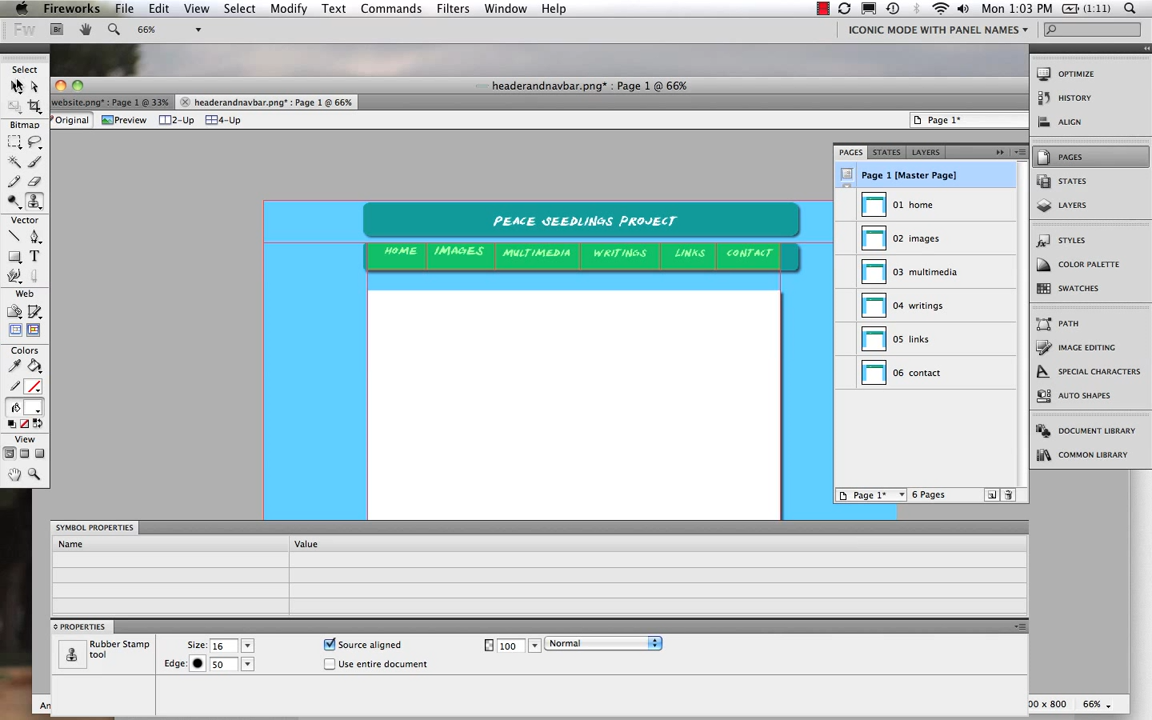 Fireworks File Edit View Select Modify Text Commands Filters Window Help Mon 1:03 PM (1:11)
Fw Br 66% ICONIC MODE WITH PANEL NAMES
Select
headerandnavbar.png* : Page 1 @ 66%
website.png* : Page 1 @ 33% headerandnavbar.png* : Page 1 @ 66%
Original Preview 2-Up 4-Up Page 1*
Bitmap
Vector
Web
Colors
View
PEACE SEEDLINGS PROJECT
HOME IMAGES MULTIMEDIA WRITINGS LINKS CONTACT
PAGES STATES LAYERS
Page 1 [Master Page]
01 home
02 images
03 multimedia
04 writings
05 links
06 contact
Page 1* 6 Pages
OPTIMIZE
HISTORY
ALIGN
PAGES
STATES
LAYERS
STYLES
COLOR PALETTE
SWATCHES
PATH
IMAGE EDITING
SPECIAL CHARACTERS
AUTO SHAPES
DOCUMENT LIBRARY
COMMON LIBRARY
SYMBOL PROPERTIES
Name Value
PROPERTIES
Rubber Stamp
tool
Size: 16
Edge: 50
Source aligned
Use entire document
100 Normal
An
00 x 800 66%